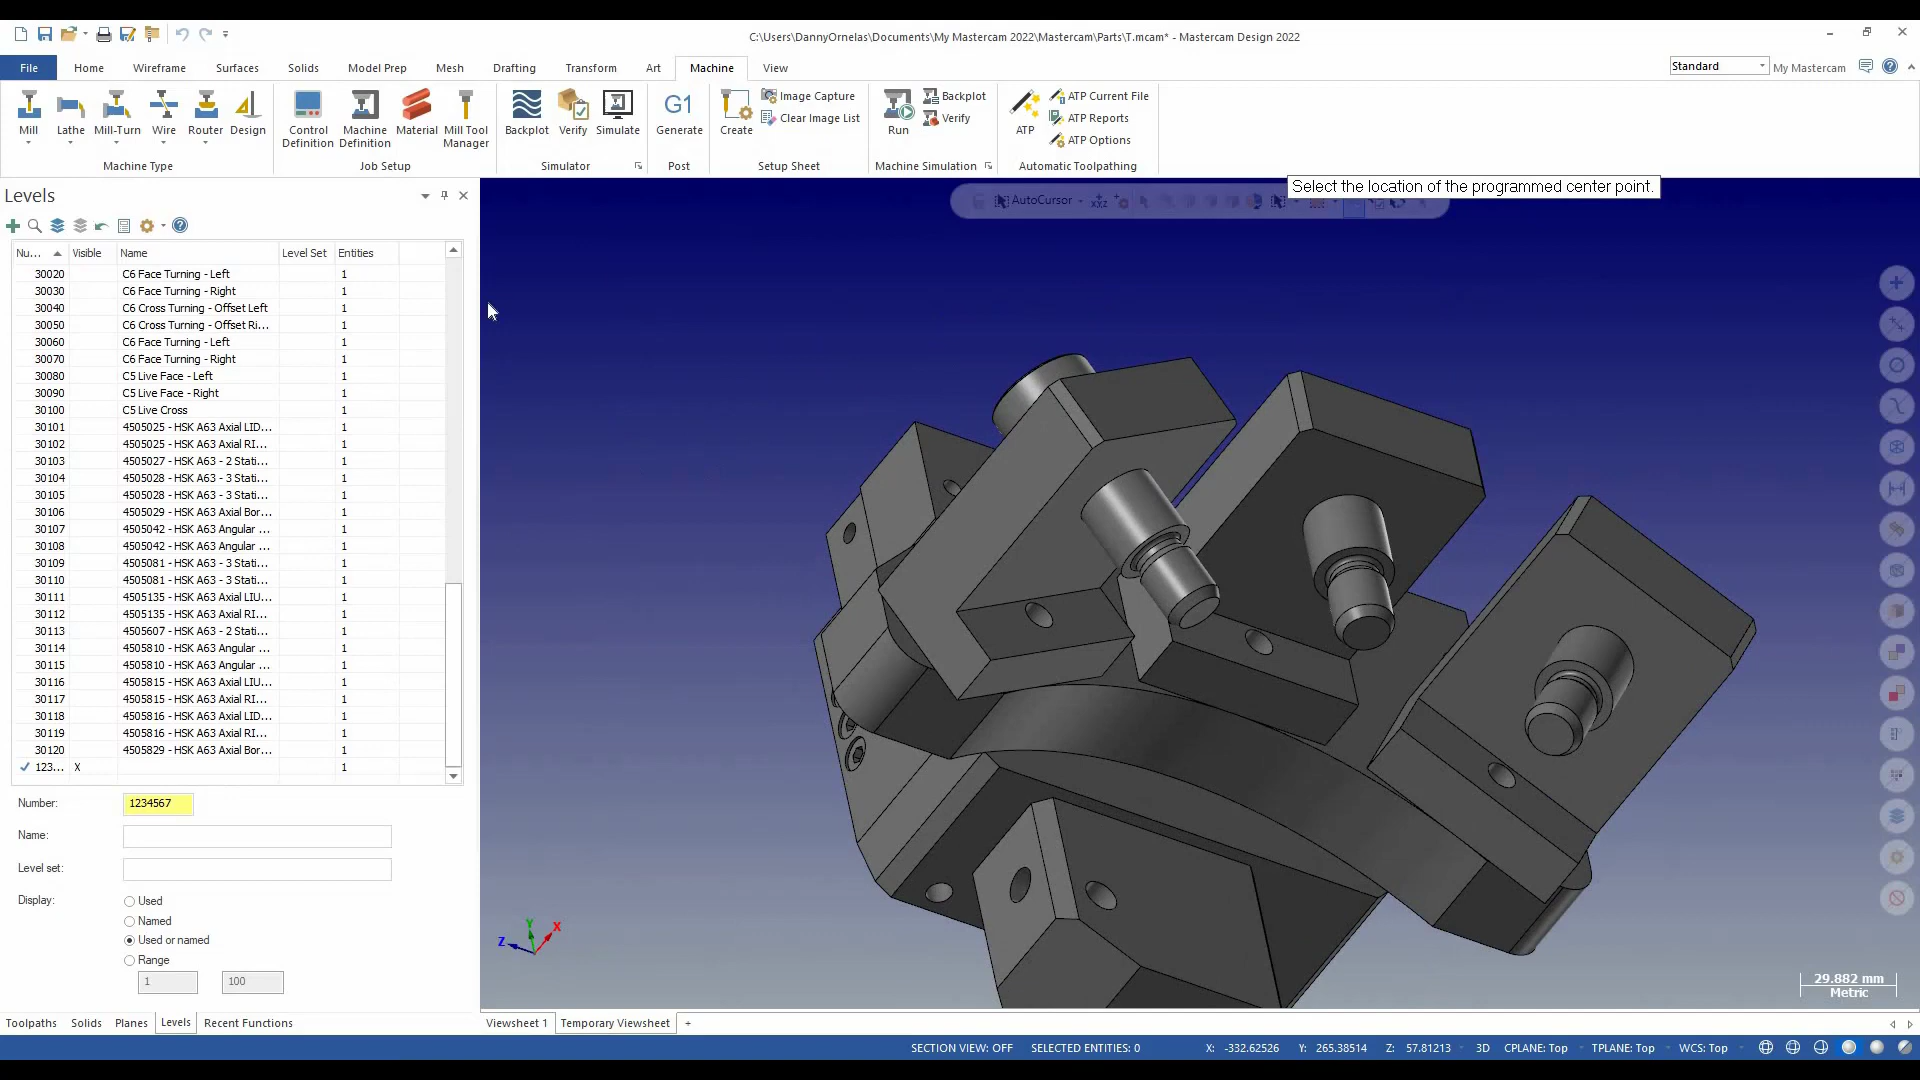 C:\Users\DannyOrnelas\Documents\My Mastercam 2022\Mastercam\Parts\T.mcam* - Mastercam Design 2022
File Home Wireframe Surfaces Solids Model Prep Mesh Drafting Transform Art Machine View
Standard My Mastercam
Mill Lathe Mill-Turn Wire Router Design
Machine Type
Control Definition
Machine Definition
Material
Mill Tool Manager
Job Setup
Backplot Verify Simulate
Simulator
G1
Generate
Post
Create
Image Capture
Clear Image List
Setup Sheet
Run
Backplot
Verify
Machine Simulation
ATP
ATP Current File
ATP Reports
ATP Options
Automatic Toolpathing
Levels
Select the location of the programmed center point.
AutoCursor
Nu... Visible Name Level Set Entities
30020 C6 Face Turning - Left 1
30030 C6 Face Turning - Right 1
30040 C6 Cross Turning - Offset Left 1
30050 C6 Cross Turning - Offset Ri... 1
30060 C6 Face Turning - Left 1
30070 C6 Face Turning - Right 1
30080 C5 Live Face - Left 1
30090 C5 Live Face - Right 1
30100 C5 Live Cross 1
30101 4505025 - HSK A63 Axial LID... 1
30102 4505025 - HSK A63 Axial RI... 1
30103 4505027 - HSK A63 - 2 Stati... 1
30104 4505028 - HSK A63 - 3 Stati... 1
30105 4505028 - HSK A63 - 3 Stati... 1
30106 4505029 - HSK A63 Axial Bor... 1
30107 4505042 - HSK A63 Angular ... 1
30108 4505042 - HSK A63 Angular ... 1
30109 4505081 - HSK A63 - 3 Stati... 1
30110 4505081 - HSK A63 - 3 Stati... 1
30111 4505135 - HSK A63 Axial LIU... 1
30112 4505135 - HSK A63 Axial RI... 1
30113 4505607 - HSK A63 - 2 Stati... 1
30114 4505810 - HSK A63 Angular ... 1
30115 4505810 - HSK A63 Angular ... 1
30116 4505815 - HSK A63 Axial LIU... 1
30117 4505815 - HSK A63 Axial RI... 1
30118 4505816 - HSK A63 Axial LID... 1
30119 4505816 - HSK A63 Axial RI... 1
30120 4505829 - HSK A63 Axial Bor... 1
123... X 1
Number: 1234567
Name:
Level set:
Display: Used
Named
Used or named
Range
1 100
Z Y X
29.882 mm
Metric
Toolpaths Solids Planes Levels Recent Functions
Viewsheet 1 Temporary Viewsheet +
SECTION VIEW: OFF SELECTED ENTITIES: 0 X: -332.62526 Y: 265.38514 Z: 57.81213 3D CPLANE: Top TPLANE: Top WCS: Top